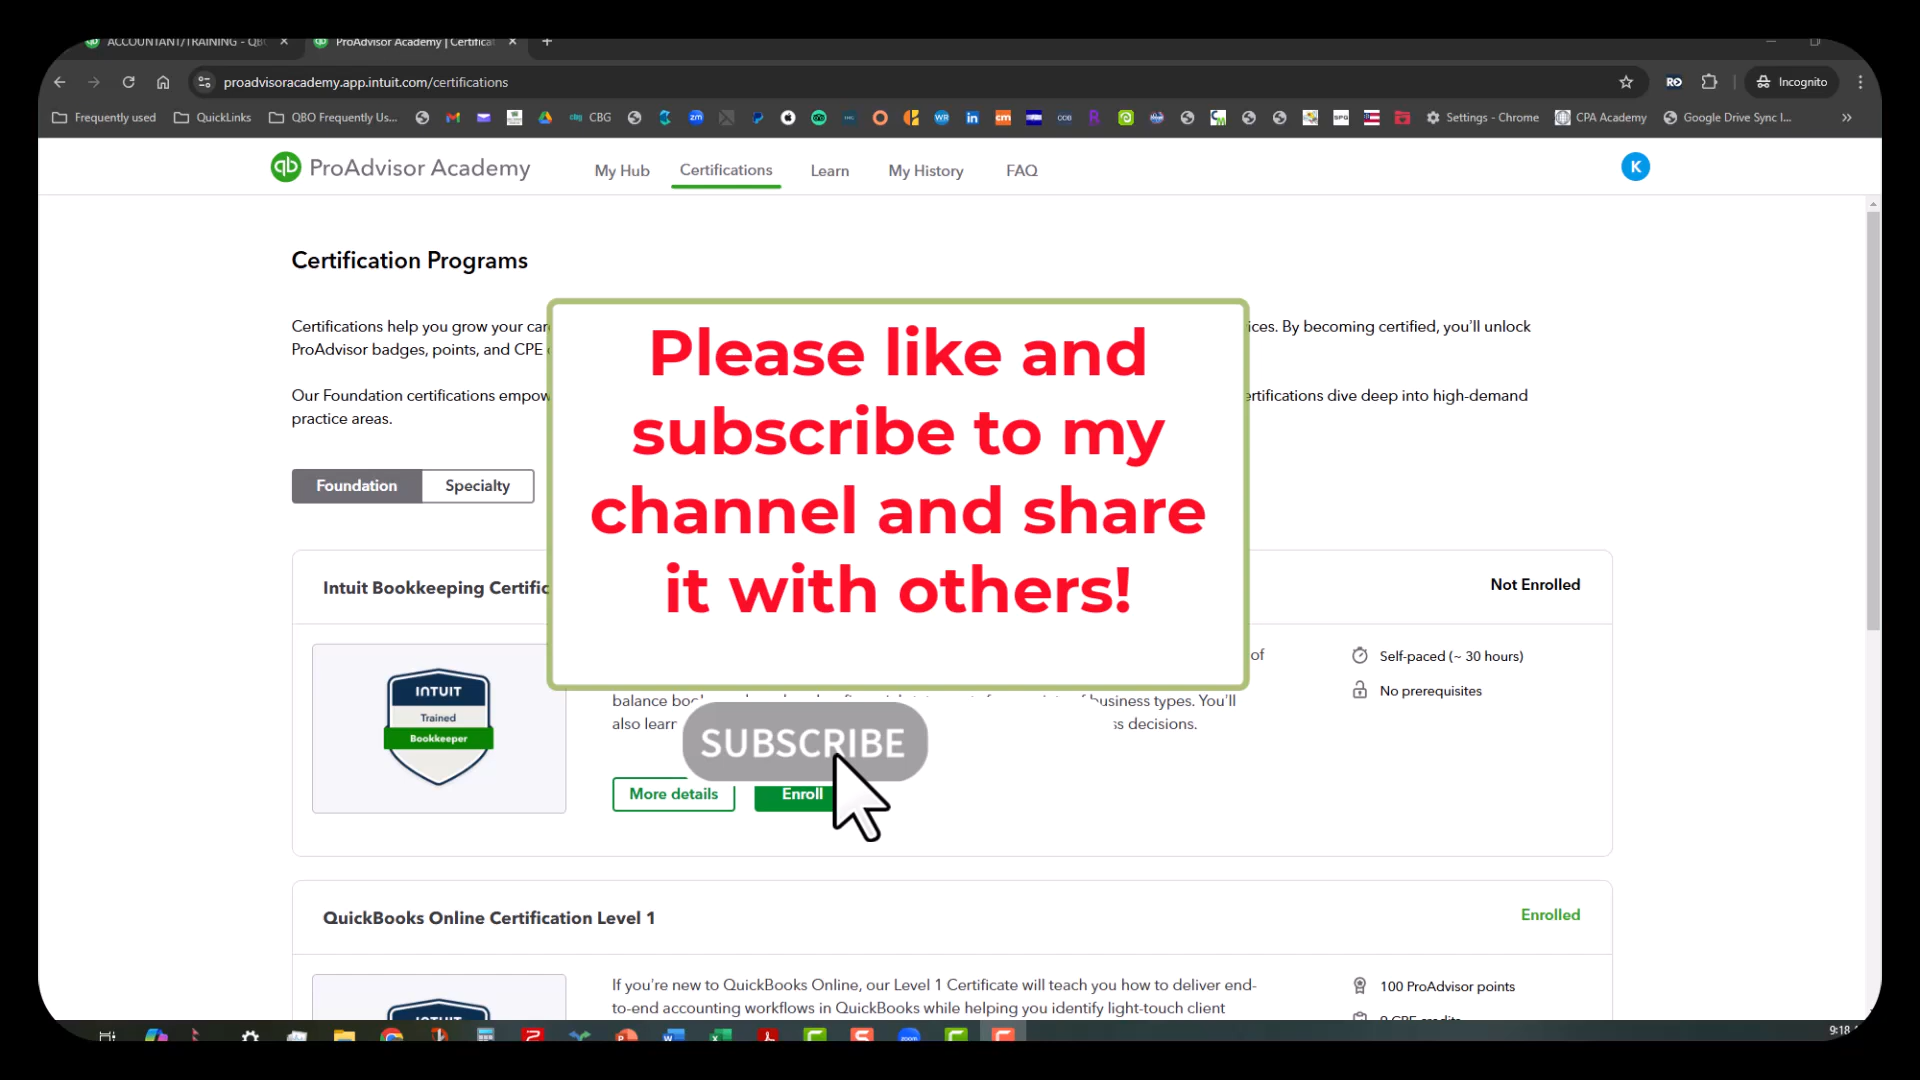 ACCOUNTANT/TRAINING - QB
ProAdvisor Academy | Certificat
proadvisoracademy.app.intuit.com/certifications
Incognito
Frequently used
QuickLinks
QBO Frequently Us...
CBG
Settings - Chrome
CPA Academy
Google Drive Sync I...
qb ProAdvisor Academy
My Hub
Certifications
Learn
My History
FAQ
K
Certification Programs
Certifications help you grow your car
ices. By becoming certified, you'll unlock
ProAdvisor badges, points, and CPE
Our Foundation certifications empow
ertifications dive deep into high-demand
practice areas.
Foundation
Specialty
Please like and
subscribe to my
channel and share
it with others!
Intuit Bookkeeping Certific
Not Enrolled
INTUIT
Trained
Bookkeeper
of
balance
business types. You'll
also learn
ss decisions.
Self-paced (~ 30 hours)
No prerequisites
SUBSCRIBE
More details
Enroll
QuickBooks Online Certification Level 1
Enrolled
If you're new to QuickBooks Online, our Level 1 Certificate will teach you how to deliver end-
to-end accounting workflows in QuickBooks while helping you identify light-touch client
100 ProAdvisor points
9:18